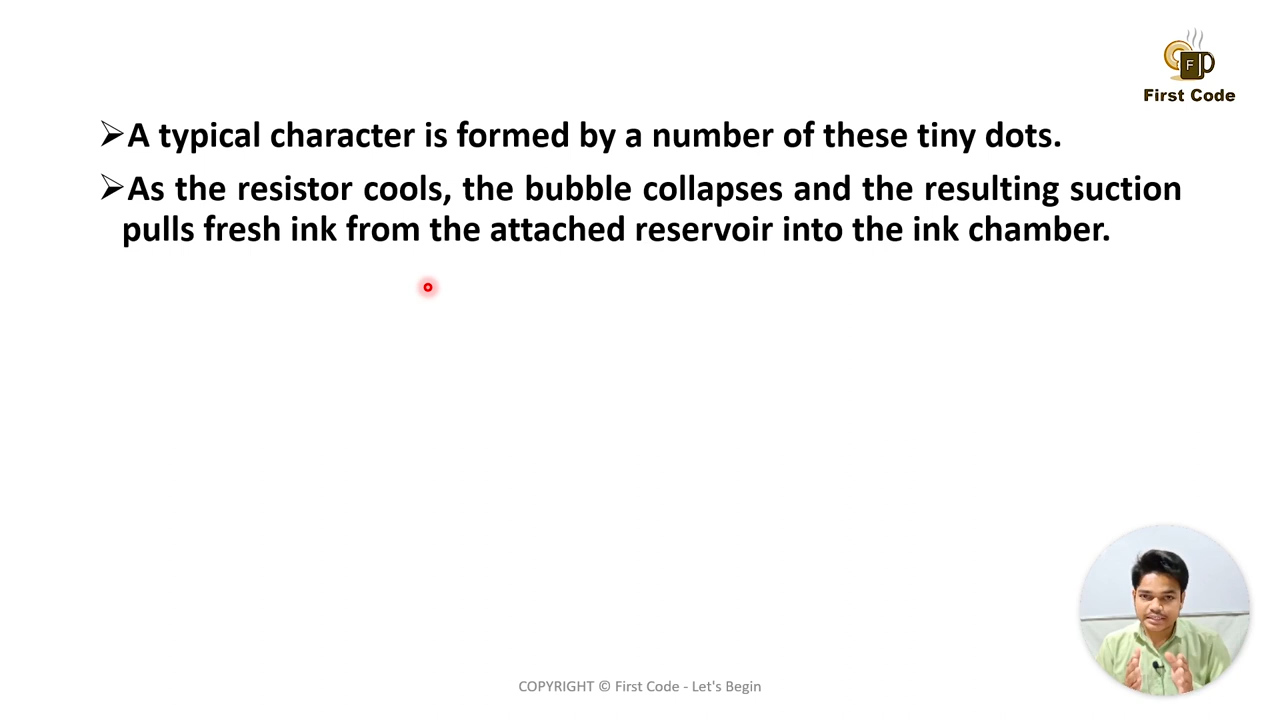 F
First Code
➢A typical character is formed by a number of these tiny dots.
➢As the resistor cools, the bubble collapses and the resulting suction
pulls fresh ink from the attached reservoir into the ink chamber.
COPYRIGHT © First Code - Let's Begin